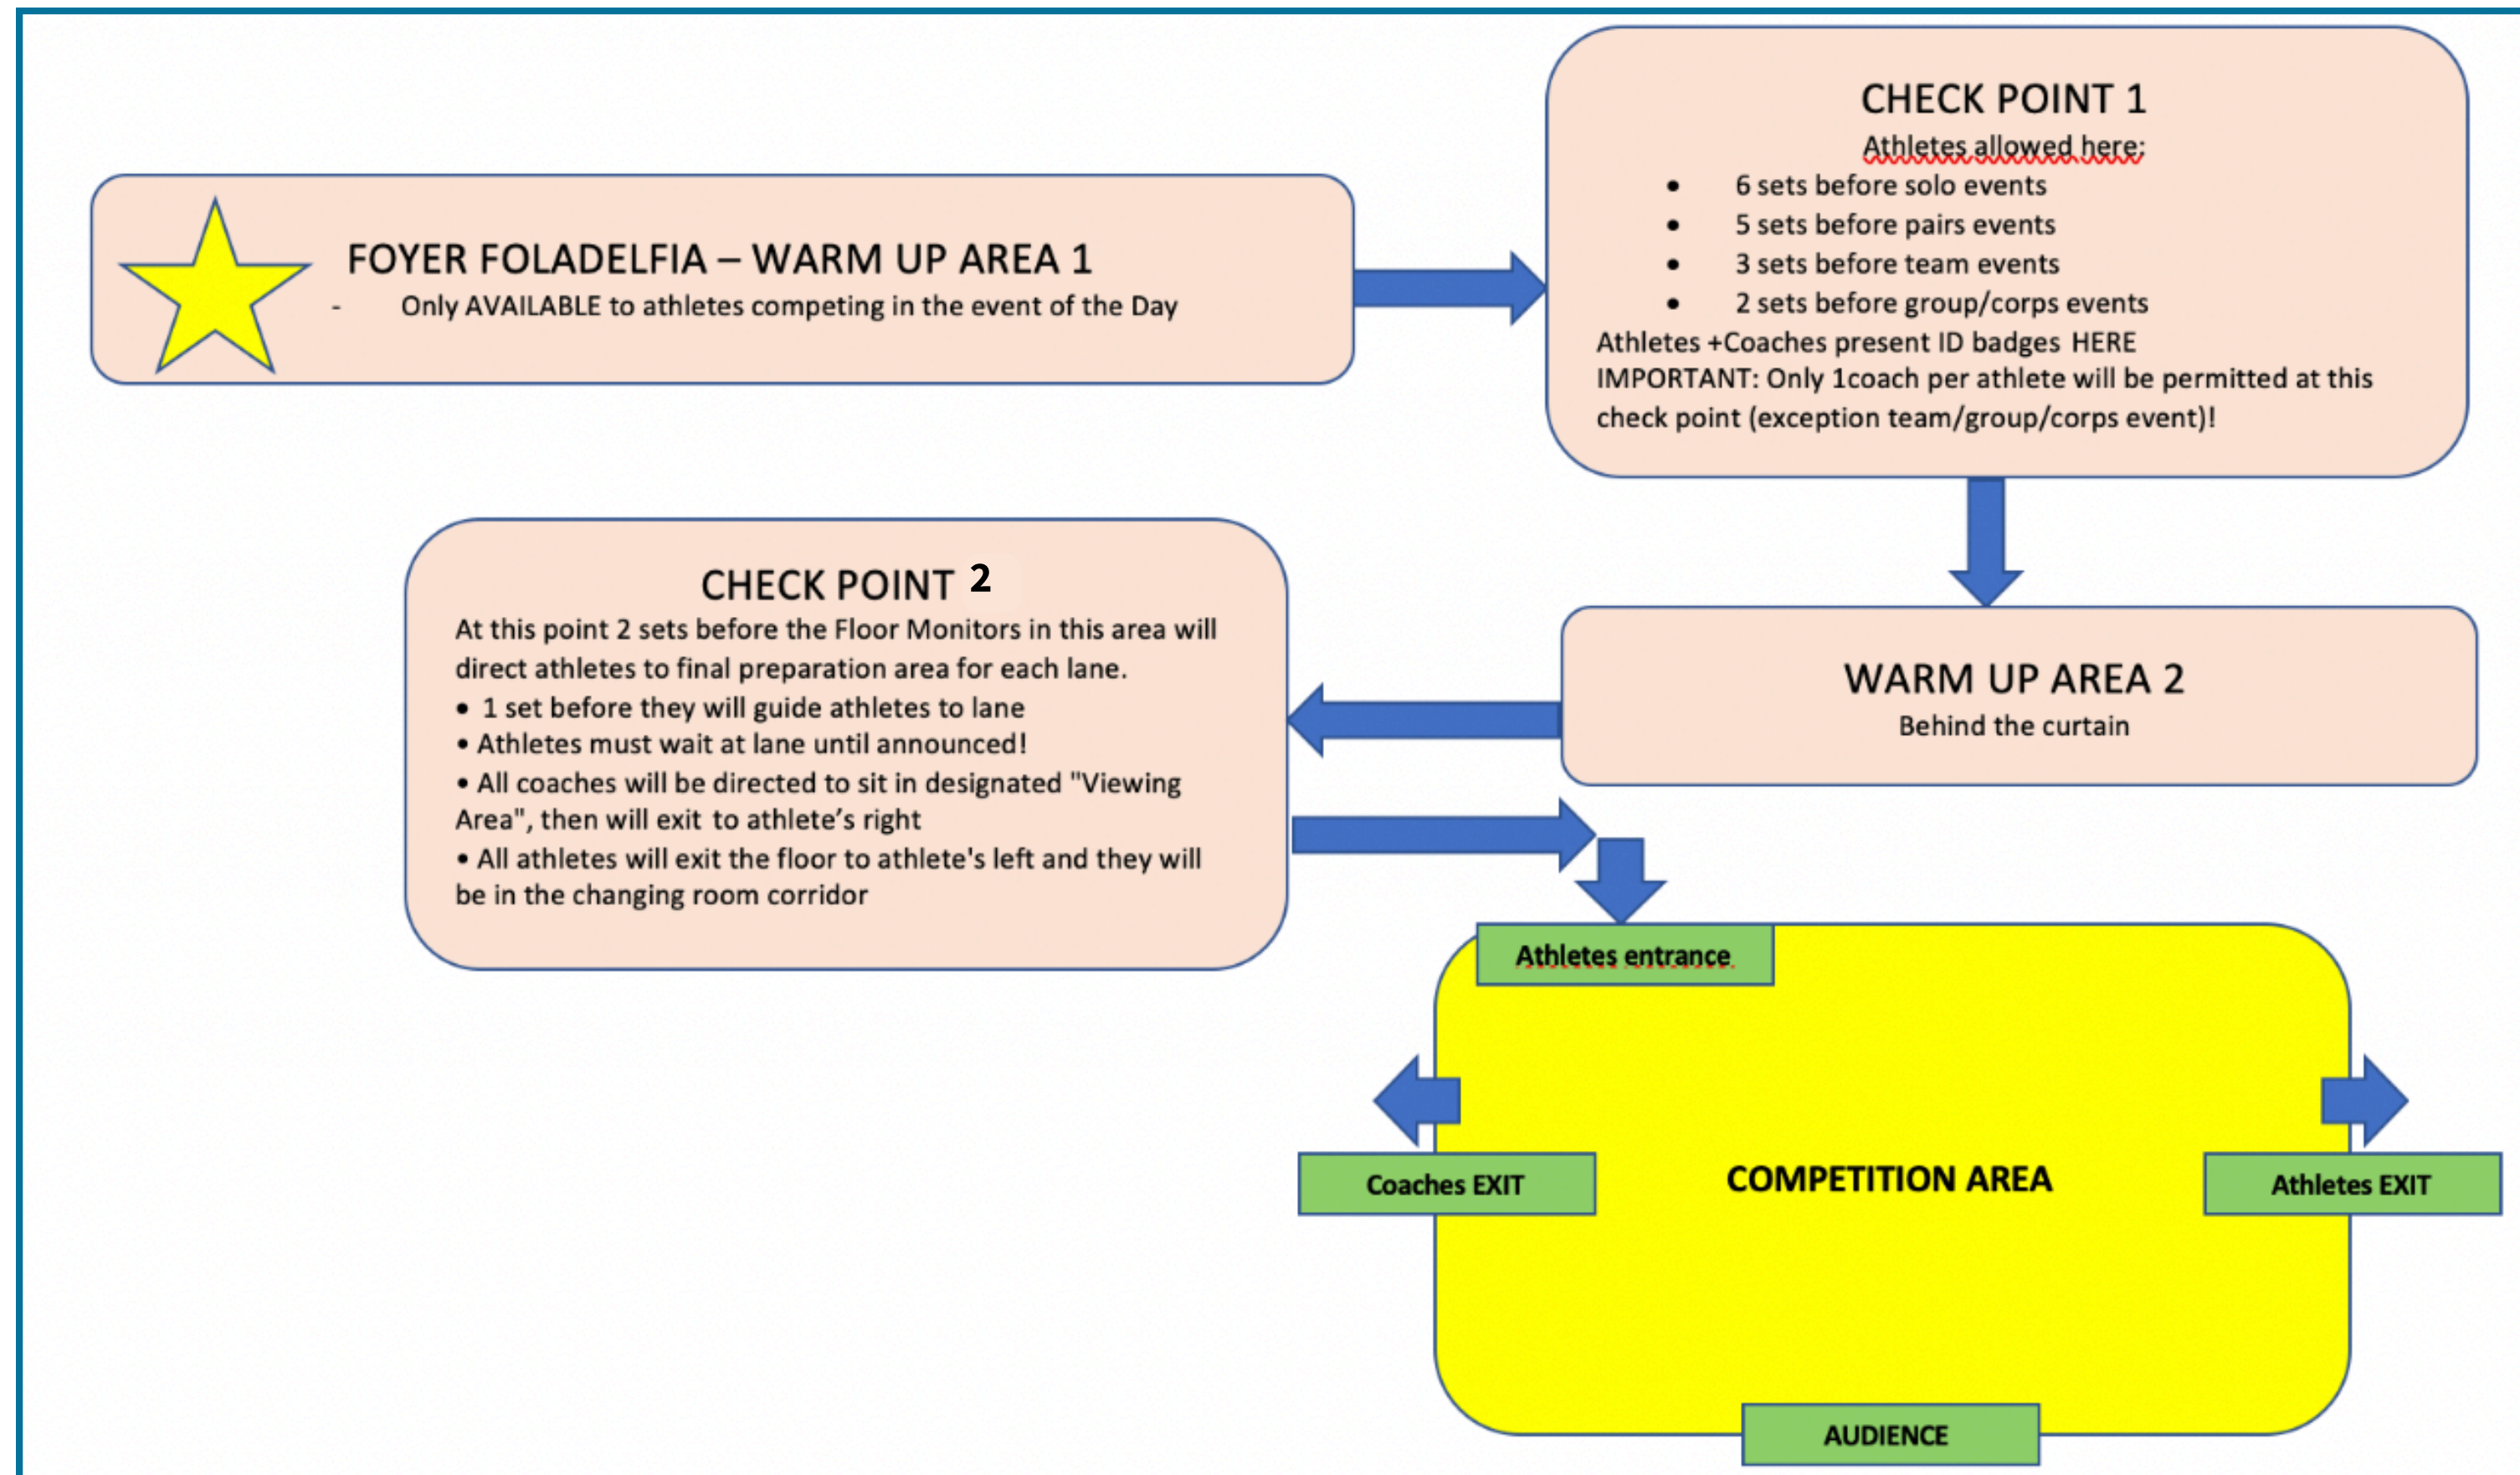 FOYER FOLADELFIA – WARM UP AREA 1
- Only AVAILABLE to athletes competing in the event of the Day
CHECK POINT 1
Athletes allowed here:
• 6 sets before solo events
• 5 sets before pairs events
• 3 sets before team events
• 2 sets before group/corps events
Athletes +Coaches present ID badges HERE
IMPORTANT: Only 1coach per athlete will be permitted at this
check point (exception team/group/corps event)!
WARM UP AREA 2
Behind the curtain
CHECK POINT 2
At this point 2 sets before the Floor Monitors in this area will
direct athletes to final preparation area for each lane.
• 1 set before they will guide athletes to lane
• Athletes must wait at lane until announced!
• All coaches will be directed to sit in designated "Viewing
Area", then will exit to athlete’s right
• All athletes will exit the floor to athlete's left and they will
be in the changing room corridor
Athletes entrance
Coaches EXIT
COMPETITION AREA
Athletes EXIT
AUDIENCE